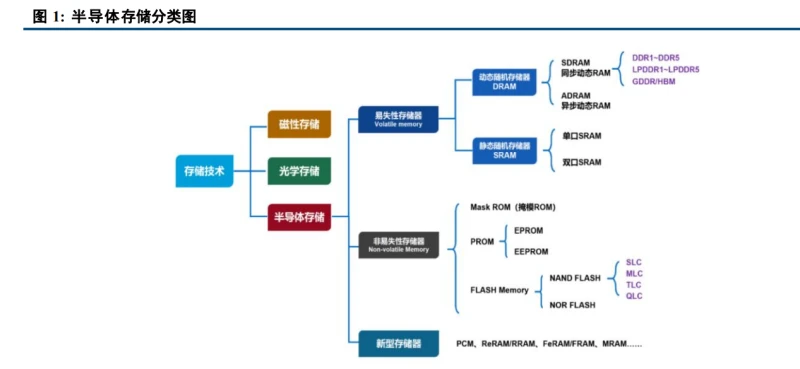 图 1: 半导体存储分类图
存储技术
磁性存储
光学存储
半导体存储
易失性存储器
Volatile memory
动态随机存储器
DRAM
SDRAM
同步动态RAM
DDR1~DDR5
LPDDR1~LPDDR5
GDDR/HBM
ADRAM
异步动态RAM
静态随机存储器
SRAM
单口SRAM
双口SRAM
非易失性存储器
Non-volatile Memory
Mask ROM（掩模ROM）
PROM
EPROM
EEPROM
FLASH Memory
NAND FLASH
SLC
MLC
TLC
QLC
NOR FLASH
新型存储器
PCM、ReRAM/RRAM、FeRAM/FRAM、MRAM……